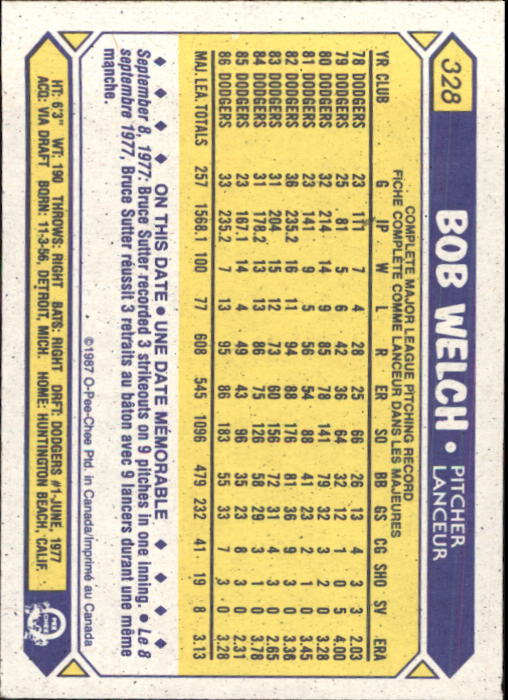 328
BOB WELCH • PITCHER
LANCEUR
COMPLETE MAJOR LEAGUE PITCHING RECORD
FICHE COMPLÈTE COMME LANCEUR DANS LES MAJEURES
YR CLUB G IP W L R ER SO BB GS CG SHO SV ERA
78 DODGERS 23 111 7 4 28 25 66 26 13 4 3 3 2.03
79 DODGERS 25 81 5 6 42 36 64 32 12 1 0 5 4.00
80 DODGERS 32 214 14 9 85 78 141 79 32 3 2 0 3.28
81 DODGERS 23 141 9 5 56 54 88 41 23 2 1 0 3.45
82 DODGERS 36 235.2 16 11 94 88 176 81 36 9 3 0 3.36
83 DODGERS 31 204 15 12 73 60 156 72 31 4 3 0 2.65
84 DODGERS 31 178.2 13 13 86 75 126 58 29 3 1 0 3.78
85 DODGERS 23 167.1 14 4 49 43 96 35 23 8 3 0 2.31
86 DODGERS 33 235.2 7 13 95 86 183 55 33 7 3 0 3.28
MAJ. LEA. TOTALS 257 1568.1 100 77 608 545 1096 479 232 41 19 8 3.13
ON THIS DATE • UNE DATE MÉMORABLE
September 8, 1977: Bruce Sutter recorded 3 strikeouts on 9 pitches in one inning. • Le 8
septembre 1977, Bruce Sutter réussit 3 retraits au bâton avec 9 lancers durant une même
manche.
©1987 O-Pee-Chee Ptd. in Canada/Imprimé au Canada
HT: 6'3" WT: 190 THROWS: RIGHT BATS: RIGHT DRFT: DODGERS #1-JUNE, 1977
ACQ: VIA DRAFT BORN: 11-3-56, DETROIT, MICH. HOME: HUNTINGTON BEACH, CALIF.
O
PEE
CHEE